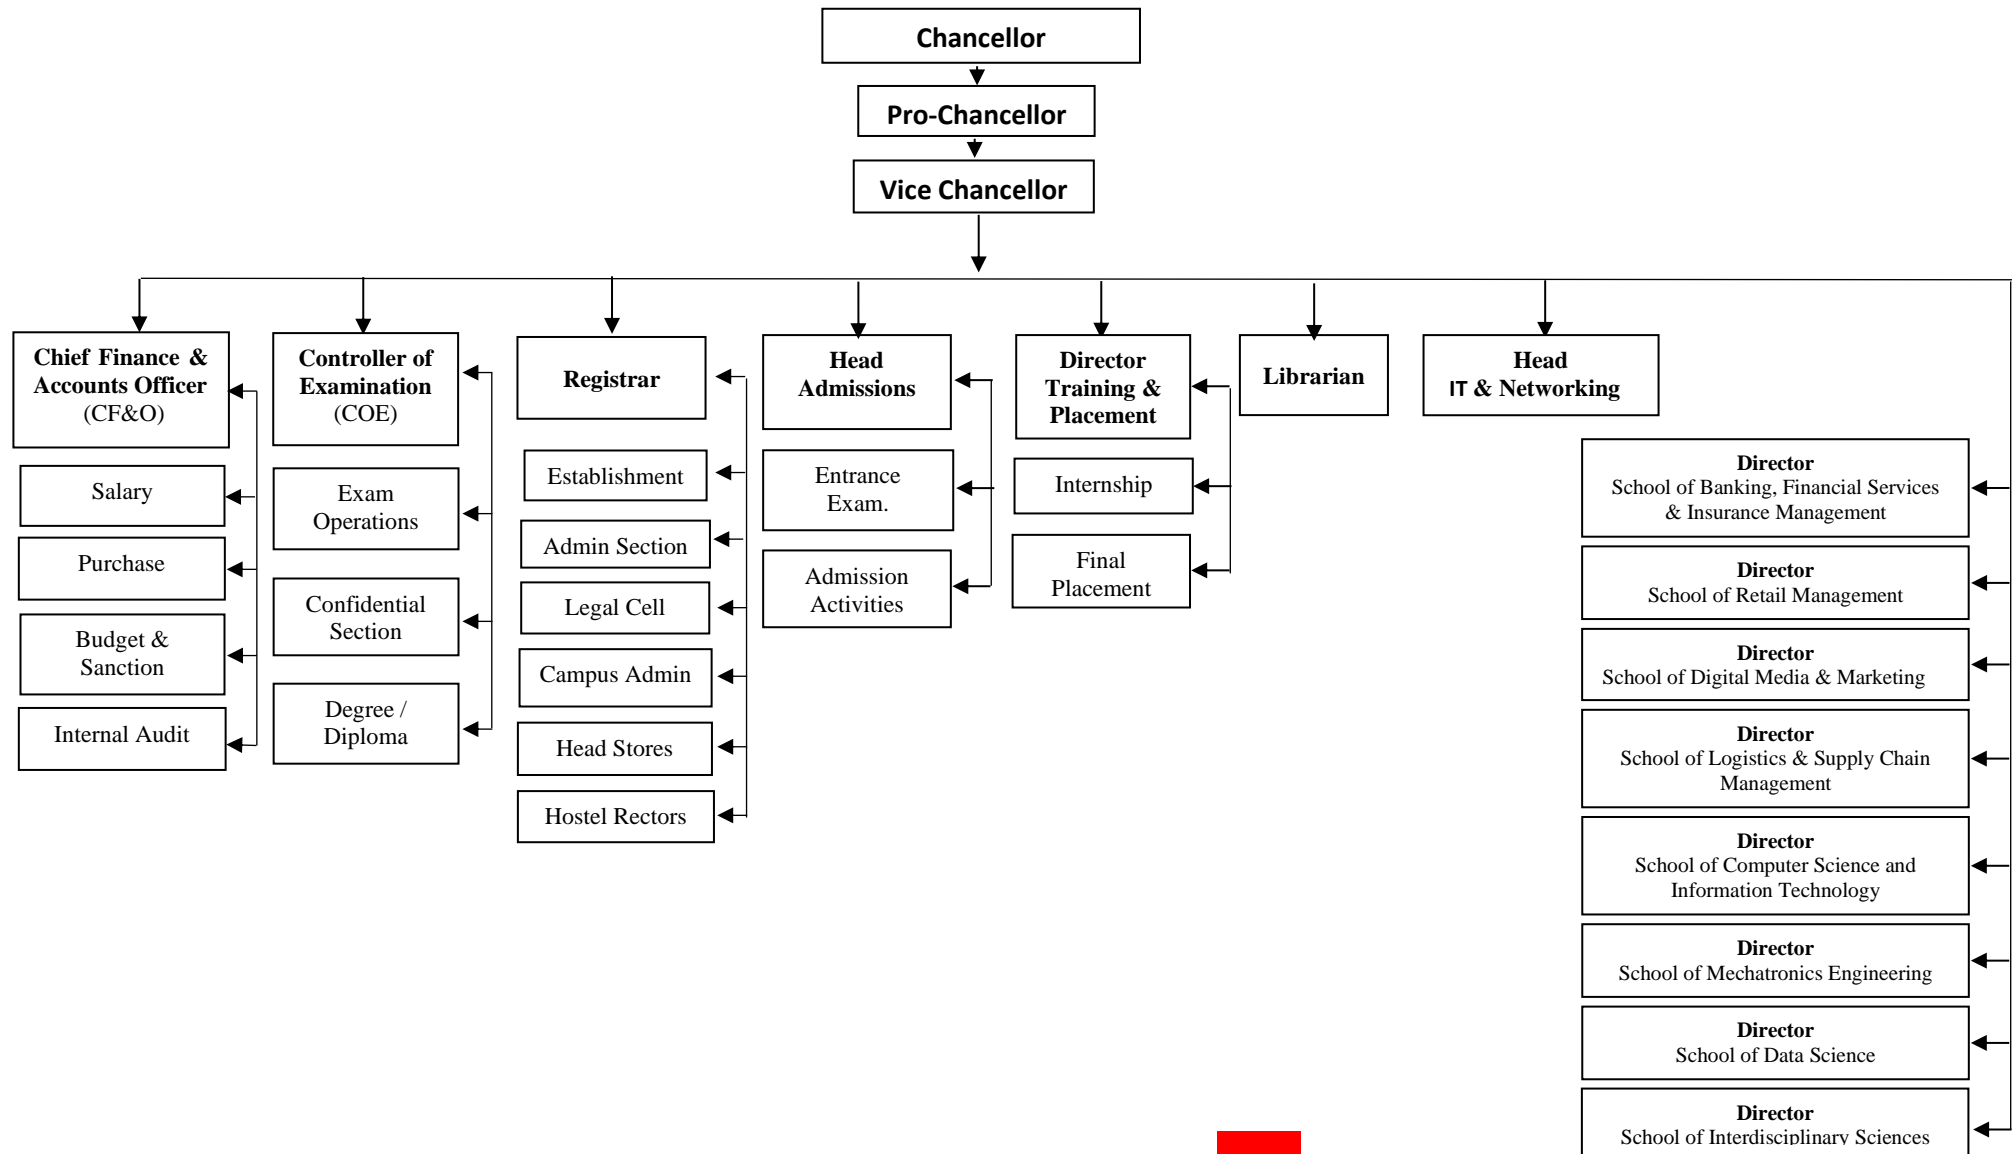 Chancellor
Pro-Chancellor
Vice Chancellor
Chief Finance &
Accounts Officer
(CF&O)
Salary
Purchase
Budget &
Sanction
Internal Audit
Controller of
Examination
(COE)
Exam
Operations
Confidential
Section
Degree /
Diploma
Registrar
Establishment
Admin Section
Legal Cell
Campus Admin
Head Stores
Hostel Rectors
Head
Admissions
Entrance
Exam.
Admission
Activities
Director
Training &
Placement
Internship
Final
Placement
Librarian
Head
IT & Networking
Director
School of Banking, Financial Services
& Insurance Management
Director
School of Retail Management
Director
School of Digital Media & Marketing
Director
School of Logistics & Supply Chain
Management
Director
School of Computer Science and
Information Technology
Director
School of Mechatronics Engineering
Director
School of Data Science
Director
School of Interdisciplinary Sciences